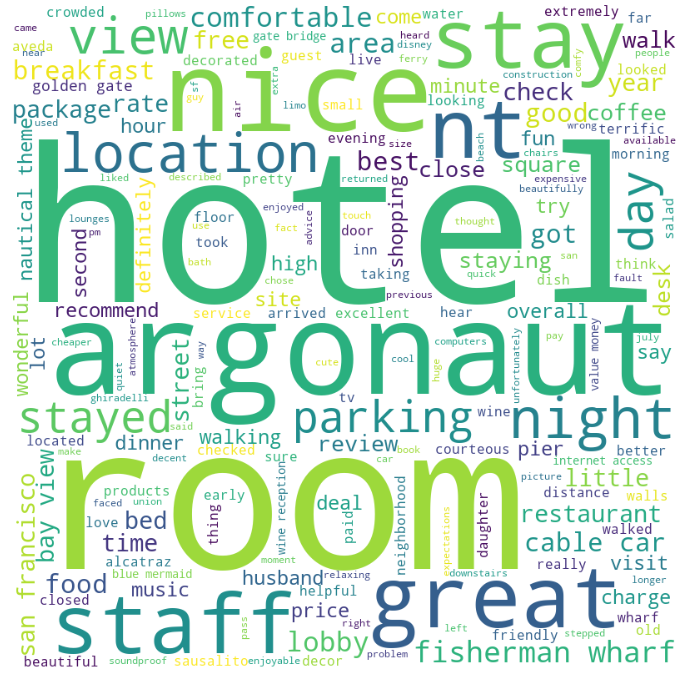 crowded
pillows
gate bridge
disney
water
extremely
far
came
comfortable
come
view
aveda
free
decorated
area
live
stay
walk
near
heard
ferry
comfy
people
nice
breakfast
sf
guy
extra
guest
minute
looked
construction
golden gate
limo
small
looking
check
year
used
package
rate
air
beach
wrong
available
hour
evening
size
good
coffee
nt
chairs
terrific
location
best
close
fun
morning
liked
described
returned
square
expensive
beautifully
nautical theme
pretty
hotel
day
lounges
floor
enjoyed
advice
touch
door
shopping
try
salad
second
pm
definitely
took
use
fact
inn
thought
got
bath
chose
taking
staying
quick
san
think
high
previous
dish
fault
desk
recommend
site
wonderful
service
arrived
excellent
hear
overall
lot
cheaper
atmosphere
argonaut
street
bring
quiet
way
cute
cool
huge
computers
pay
unfortunately
value money
july
say
ghiradelli
stayed
said
tv
parking
wine
night
located
make
dinner
walking
review
courteous
pier
better
decent
checked
sure
car
book
internet access
bay view
room
picture
san francisco
faced
products
union
early
thing
wine reception
deal
paid
neighborhood
expectations
daughter
distance
little
walls
love
bed
restaurant
time
alcatraz
walked
cable car
blue mermaid
moment
relaxing
downstairs
really
visit
longer
food
husband
helpful
great
closed
music
price
charge
staff
pass
right
left
friendly
stepped
wharf
old
lobby
fisherman wharf
beautiful
soundproof
sausalito
enjoyable
decor
problem